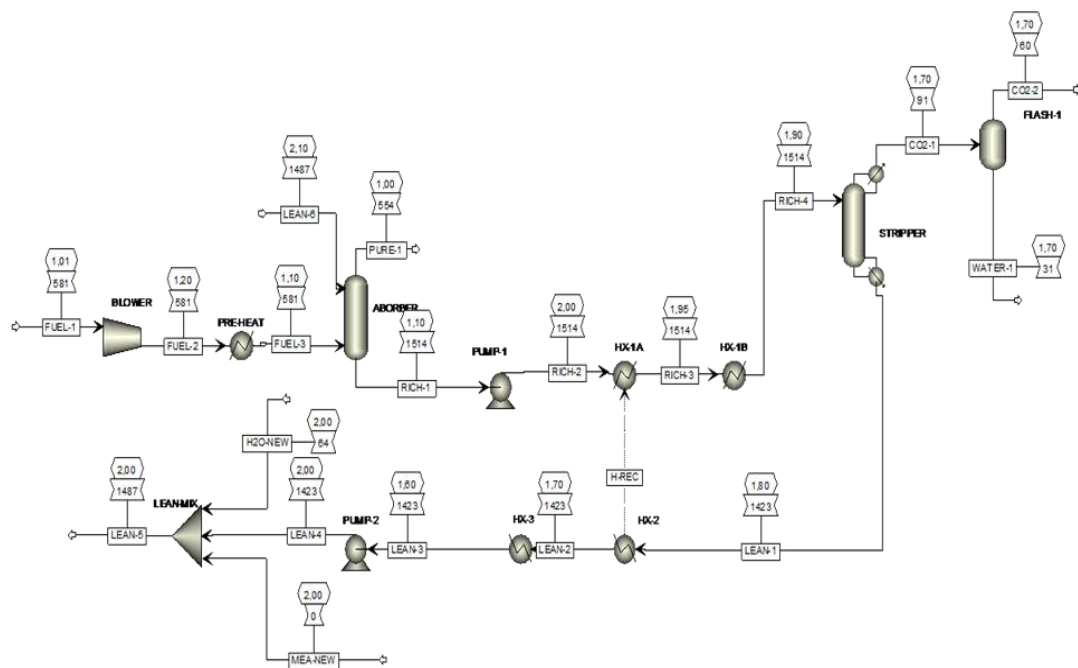 1,70
60
CO2-2
FLASH-1
1,70
91
CO2-1
1,90
1514
RICH-4
STRIPPER
1,70
31
WATER-1
2,10
1487
LEAN-6
1,00
554
PURE-1
1,01
581
FUEL-1
BLOWER
1,20
581
FUEL-2
PRE-HEAT
1,10
581
FUEL-3
ABORBER
1,10
1514
RICH-1
PUMP-1
2,00
1514
RICH-2
HX-1A
1,95
1514
RICH-3
HX-1B
H2O-NEW
2,00
64
2,00
1487
LEAN-5
LEAN-MIX
2,00
1423
LEAN-4
PUMP-2
1,60
1423
LEAN-3
HX-3
1,70
1423
LEAN-2
HX-2
H-REC
1,80
1423
LEAN-1
2,00
0
MEA-NEW